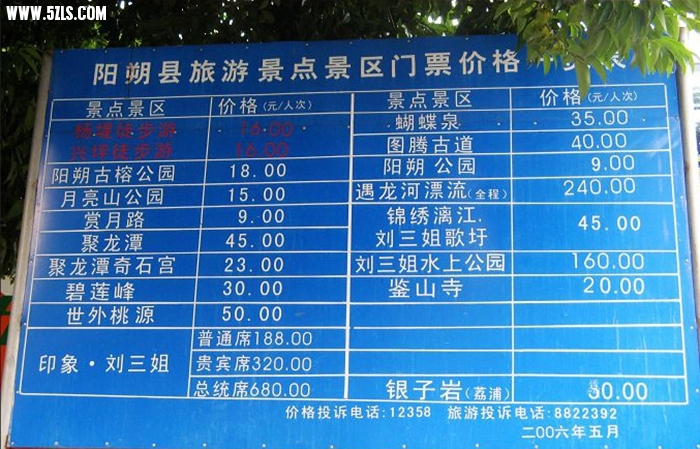 WWW.5ZLS.COM
阳朔县旅游景点景区门票价格
景点景区 价格(元/人次) 景点景区 价格(元/人次)
杨堤徒步游 16.00 蝴蝶泉 35.00
兴坪徒步游 16.00 图腾古道 40.00
阳朔古榕公园 18.00 阳朔 公园 9.00
月亮山公园 15.00 遇龙河漂流(全程) 240.00
赏月路 9.00 锦绣漓江.
聚龙潭 45.00 刘三姐歌圩 45.00
聚龙潭奇石宫 23.00 刘三姐水上公园 160.00
碧莲峰 30.00 鉴山寺 20.00
世外桃源 50.00
普通席188.00
印象·刘三姐 贵宾席320.00
总统席680.00 银子岩(荔浦) 0.00
价格投诉电话:12358 旅游投诉电话:8822392
二00六年五月